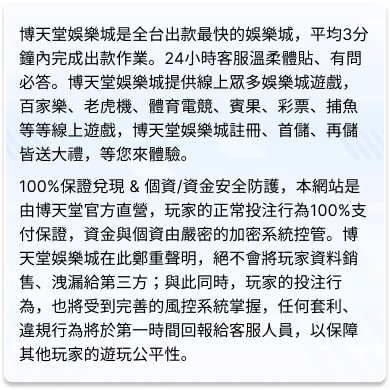 博天堂娛樂城是全台出款最快的娛樂城，平均3分
鐘內完成出款作業。24小時客服溫柔體貼、有問
必答。博天堂娛樂城提供線上眾多娛樂城遊戲，
百家樂、老虎機、體育電競、賓果、彩票、捕魚
等等線上遊戲，博天堂娛樂城註冊、首儲、再儲
皆送大禮，等您來體驗。
100%保證兌現 & 個資/資金安全防護，本網站是
由博天堂官方直營，玩家的正常投注行為100%支
付保證，資金與個資由嚴密的加密系統控管。博
天堂娛樂城在此鄭重聲明，絕不會將玩家資料銷
售、洩漏給第三方；與此同時，玩家的投注行
為，也將受到完善的風控系統掌握，任何套利、
違規行為將於第一時間回報給客服人員，以保障
其他玩家的遊玩公平性。